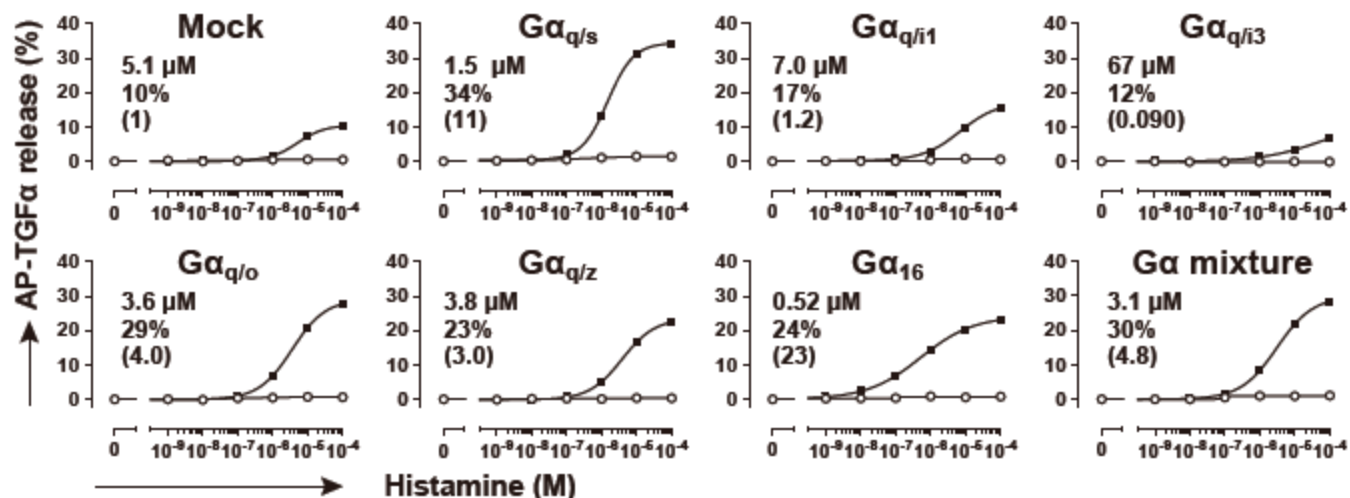 AP-TGFα release (%)
Mock
5.1 µM
10%
(1)
40
30
20
10
0
0
10⁻⁹ 10⁻⁸ 10⁻⁷ 10⁻⁶ 10⁻⁵ 10⁻⁴
Gαq/s
1.5 µM
34%
(11)
40
30
20
10
0
0
10⁻⁹ 10⁻⁸ 10⁻⁷ 10⁻⁶ 10⁻⁵ 10⁻⁴
Gαq/i1
7.0 µM
17%
(1.2)
40
30
20
10
0
0
10⁻⁹ 10⁻⁸ 10⁻⁷ 10⁻⁶ 10⁻⁵ 10⁻⁴
Gαq/i3
67 µM
12%
(0.090)
40
30
20
10
0
0
10⁻⁹ 10⁻⁸ 10⁻⁷ 10⁻⁶ 10⁻⁵ 10⁻⁴
Gαq/o
3.6 µM
29%
(4.0)
40
30
20
10
0
0
10⁻⁹ 10⁻⁸ 10⁻⁷ 10⁻⁶ 10⁻⁵ 10⁻⁴
Gαq/z
3.8 µM
23%
(3.0)
40
30
20
10
0
0
10⁻⁹ 10⁻⁸ 10⁻⁷ 10⁻⁶ 10⁻⁵ 10⁻⁴
Gα16
0.52 µM
24%
(23)
40
30
20
10
0
0
10⁻⁹ 10⁻⁸ 10⁻⁷ 10⁻⁶ 10⁻⁵ 10⁻⁴
Gα mixture
3.1 µM
30%
(4.8)
40
30
20
10
0
0
10⁻⁹ 10⁻⁸ 10⁻⁷ 10⁻⁶ 10⁻⁵ 10⁻⁴
Histamine (M)